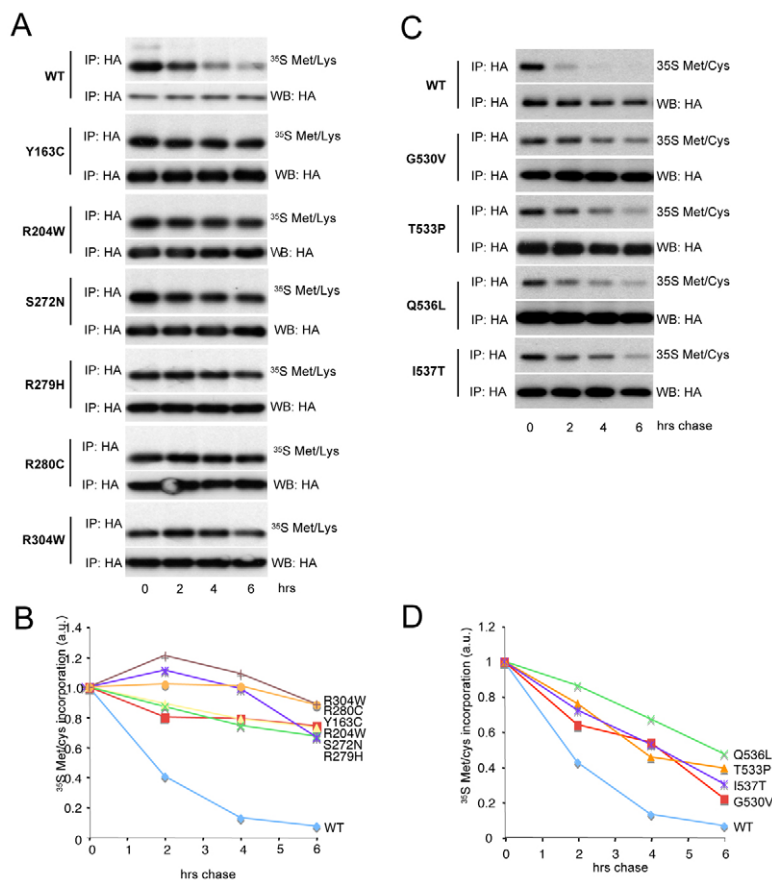 A
WT
IP: HA 35S Met/Lys
IP: HA WB: HA
Y163C
IP: HA 35S Met/Lys
IP: HA WB: HA
R204W
IP: HA 35S Met/Lys
IP: HA WB: HA
S272N
IP: HA 35S Met/Lys
IP: HA WB: HA
R279H
IP: HA 35S Met/Lys
IP: HA WB: HA
R280C
IP: HA 35S Met/Lys
IP: HA WB: HA
R304W
IP: HA 35S Met/Lys
IP: HA WB: HA
0 2 4 6 hrs
C
WT
IP: HA 35S Met/Cys
IP: HA WB: HA
G530V
IP: HA 35S Met/Cys
IP: HA WB: HA
T533P
IP: HA 35S Met/Cys
IP: HA WB: HA
Q536L
IP: HA 35S Met/Cys
IP: HA WB: HA
I537T
IP: HA 35S Met/Cys
IP: HA WB: HA
0 2 4 6 hrs chase
B
35S Met/cys incorporation (a.u.)
1.4
1.2
1.0
0.8
0.6
0.4
0.2
0
R304W
R280C
Y163C
R204W
S272N
R279H
WT
0 1 2 3 4 5 6
hrs chase
D
35S Met/cys incorporation (a.u.)
1.2
1
0.8
0.6
0.4
0.2
0
Q536L
T533P
I537T
G530V
WT
0 1 2 3 4 5 6
hrs chase